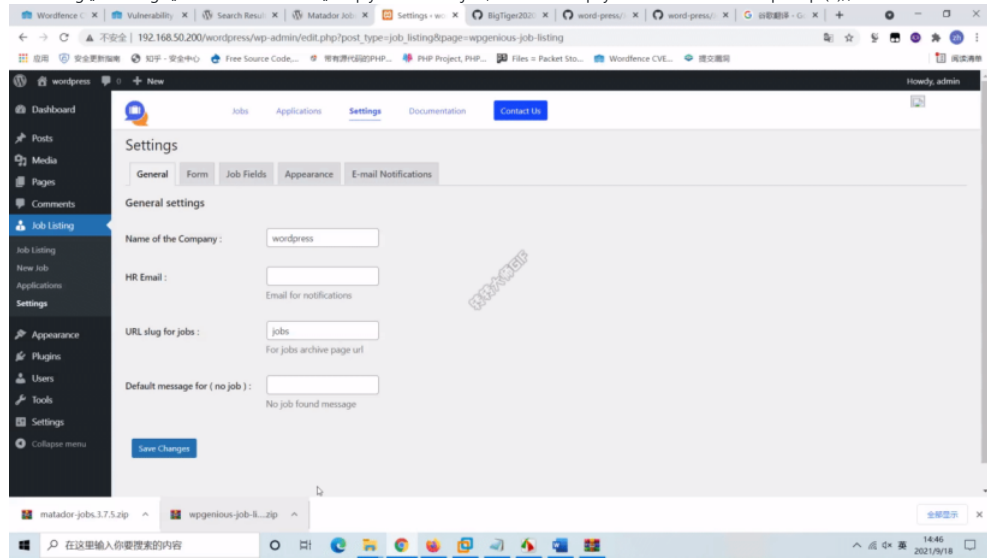 Wordfence C
Vulnerability
Search Resul
Matador Job
Settings ‹ wo
BigTiger202
word-press/
word-press/
谷歌翻译 - Go
不安全 | 192.168.50.200/wordpress/wp-admin/edit.php?post_type=job_listing&page=wpgenious-job-listing
应用
安全更新指南
知乎 - 安全中心
Free Source Code,...
带有源代码的PHP...
PHP Project, PHP...
Files ≈ Packet Sto...
Wordfence CVE...
提交漏洞
阅读清单
wordpress
0
+ New
Howdy, admin
Dashboard
Posts
Media
Pages
Comments
Job Listing
Job Listing
New Job
Applications
Settings
Appearance
Plugins
Users
Tools
Settings
Collapse menu
Jobs
Applications
Settings
Documentation
Contact Us
Settings
General
Form
Job Fields
Appearance
E-mail Notifications
General settings
Name of the Company :
wordpress
HR Email :
Email for notifications
URL slug for jobs :
jobs
For jobs archive page url
Default message for ( no job ) :
No job found message
Save Changes
matador-jobs.3.7.5.zip
wpgenious-job-li....zip
全部显示
在这里输入你要搜索的内容
英
14:46
2021/9/18